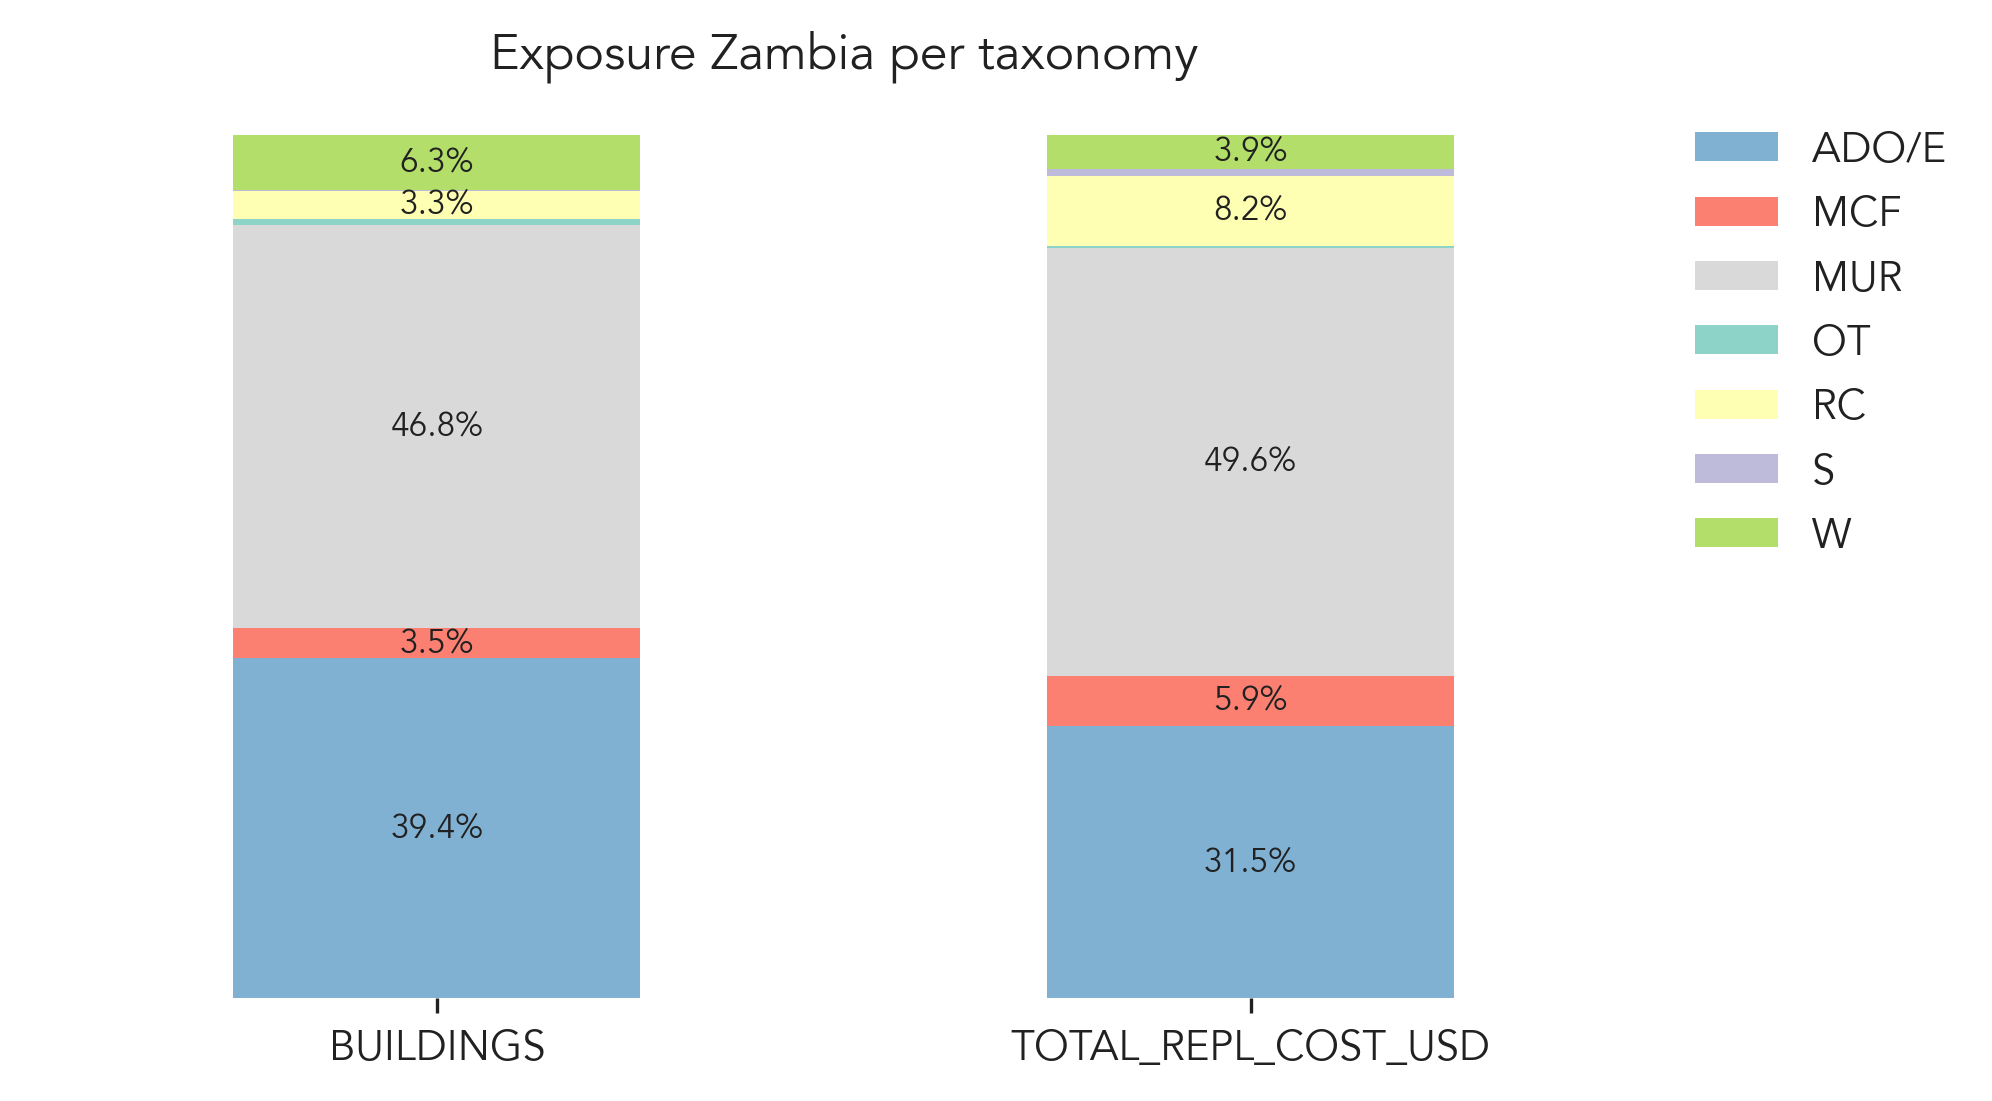 Exposure Zambia per taxonomy
6.3%
3.3%
46.8%
3.5%
39.4%
BUILDINGS
3.9%
8.2%
49.6%
5.9%
31.5%
TOTAL_REPL_COST_USD
ADO/E
MCF
MUR
OT
RC
S
W